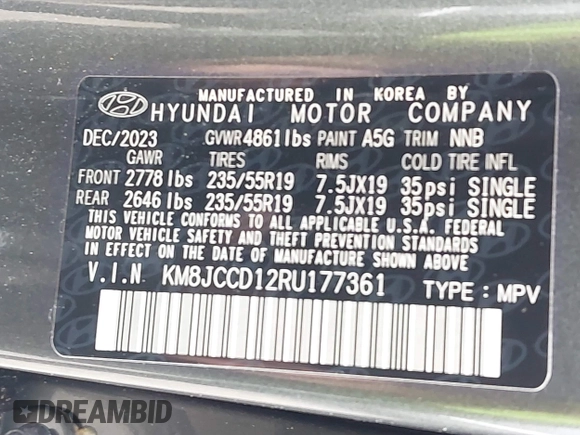 MANUFACTURED IN KOREA BY
HYUNDAI MOTOR COMPANY
DEC/2023 GVWR 4861lbs PAINT A5G TRIM NNB
GAWR TIRES RIMS COLD TIRE INFL
FRONT 2778lbs 235/55R19 7.5JX19 35psi SINGLE
REAR 2646lbs 235/55R19 7.5JX19 35psi SINGLE
THIS VEHICLE CONFORMS TO ALL APPLICABLE U.S.A. FEDERAL
MOTOR VEHICLE SAFETY AND THEFT PREVENTION STANDARDS
IN EFFECT ON THE DATE OF MANUFACTURE SHOWN ABOVE.
V.I.N KM8JCCD12RU177361 TYPE : MPV
DREAMBID